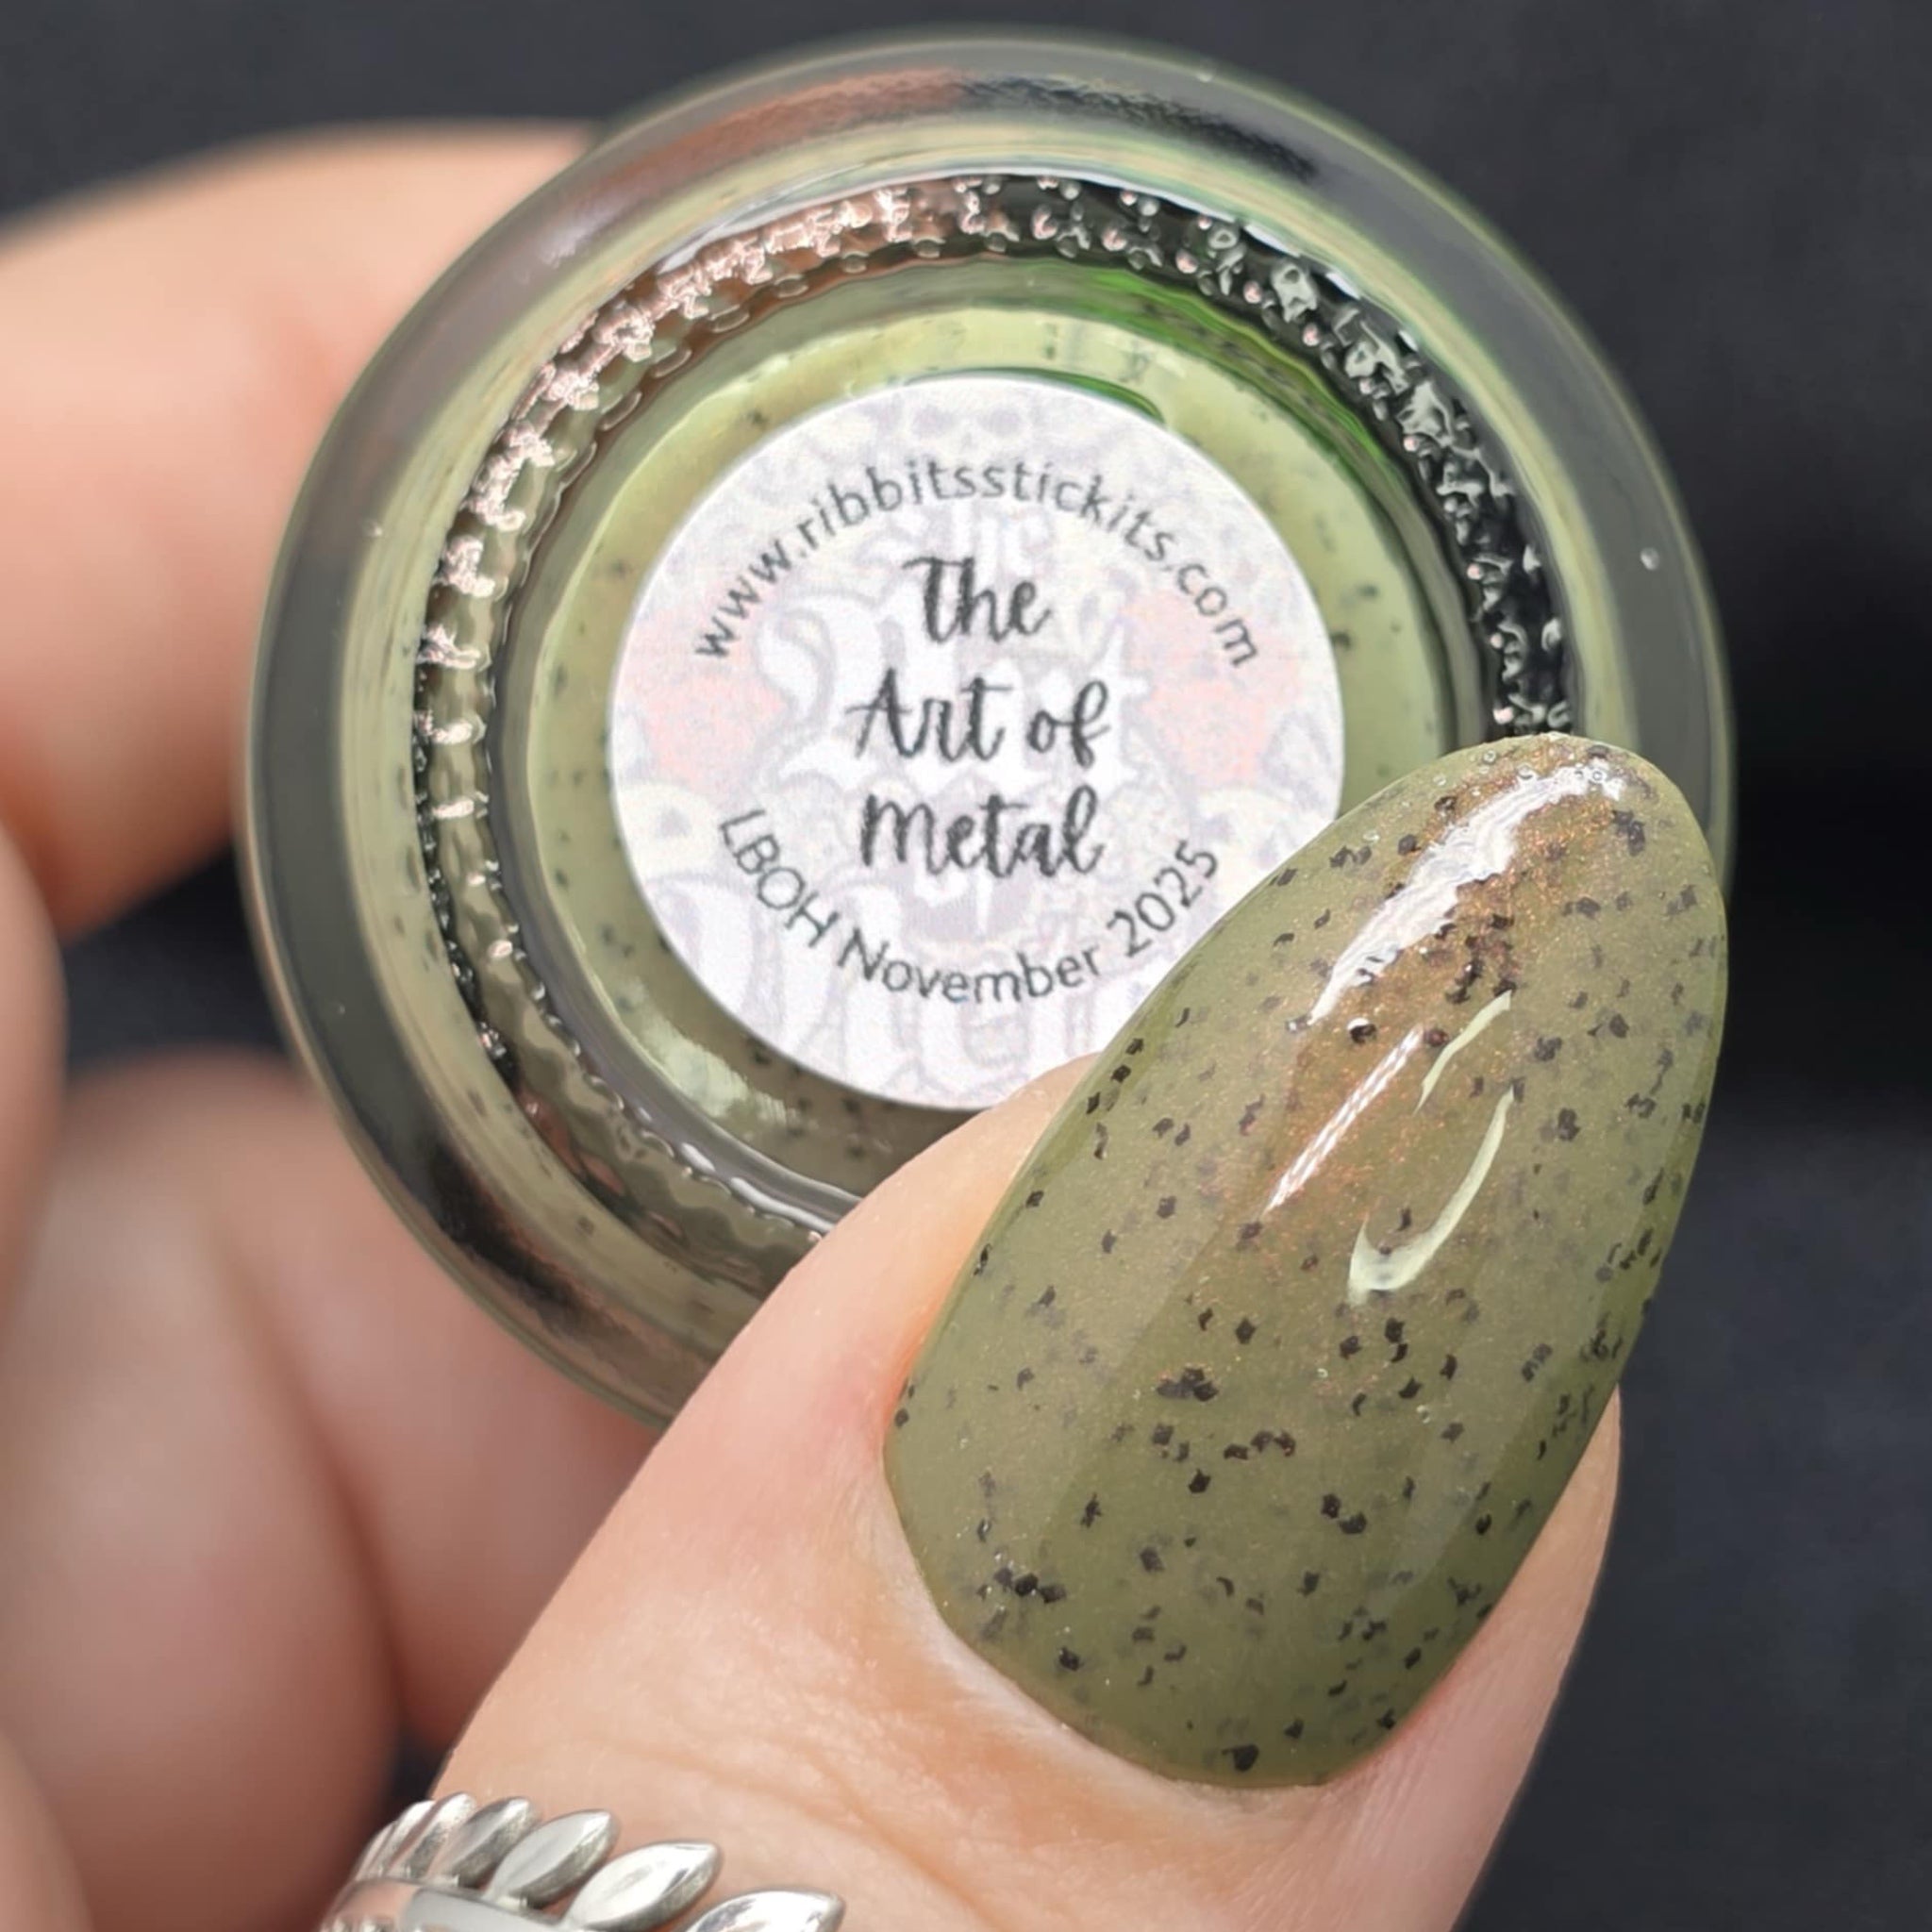 www.ribbitsstickits.com
The
Art of
Metal
LBOH November 2025